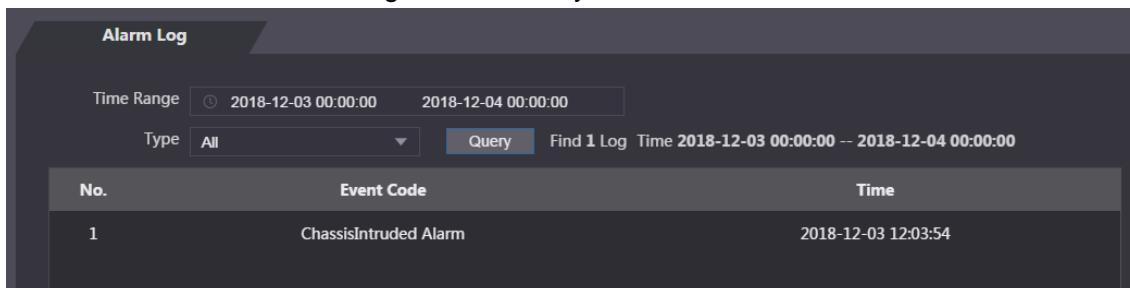 Alarm Log
Time Range 2018-12-03 00:00:00 2018-12-04 00:00:00
Type All Query Find 1 Log Time 2018-12-03 00:00:00 -- 2018-12-04 00:00:00
No. Event Code Time
1 ChassisIntruded Alarm 2018-12-03 12:03:54